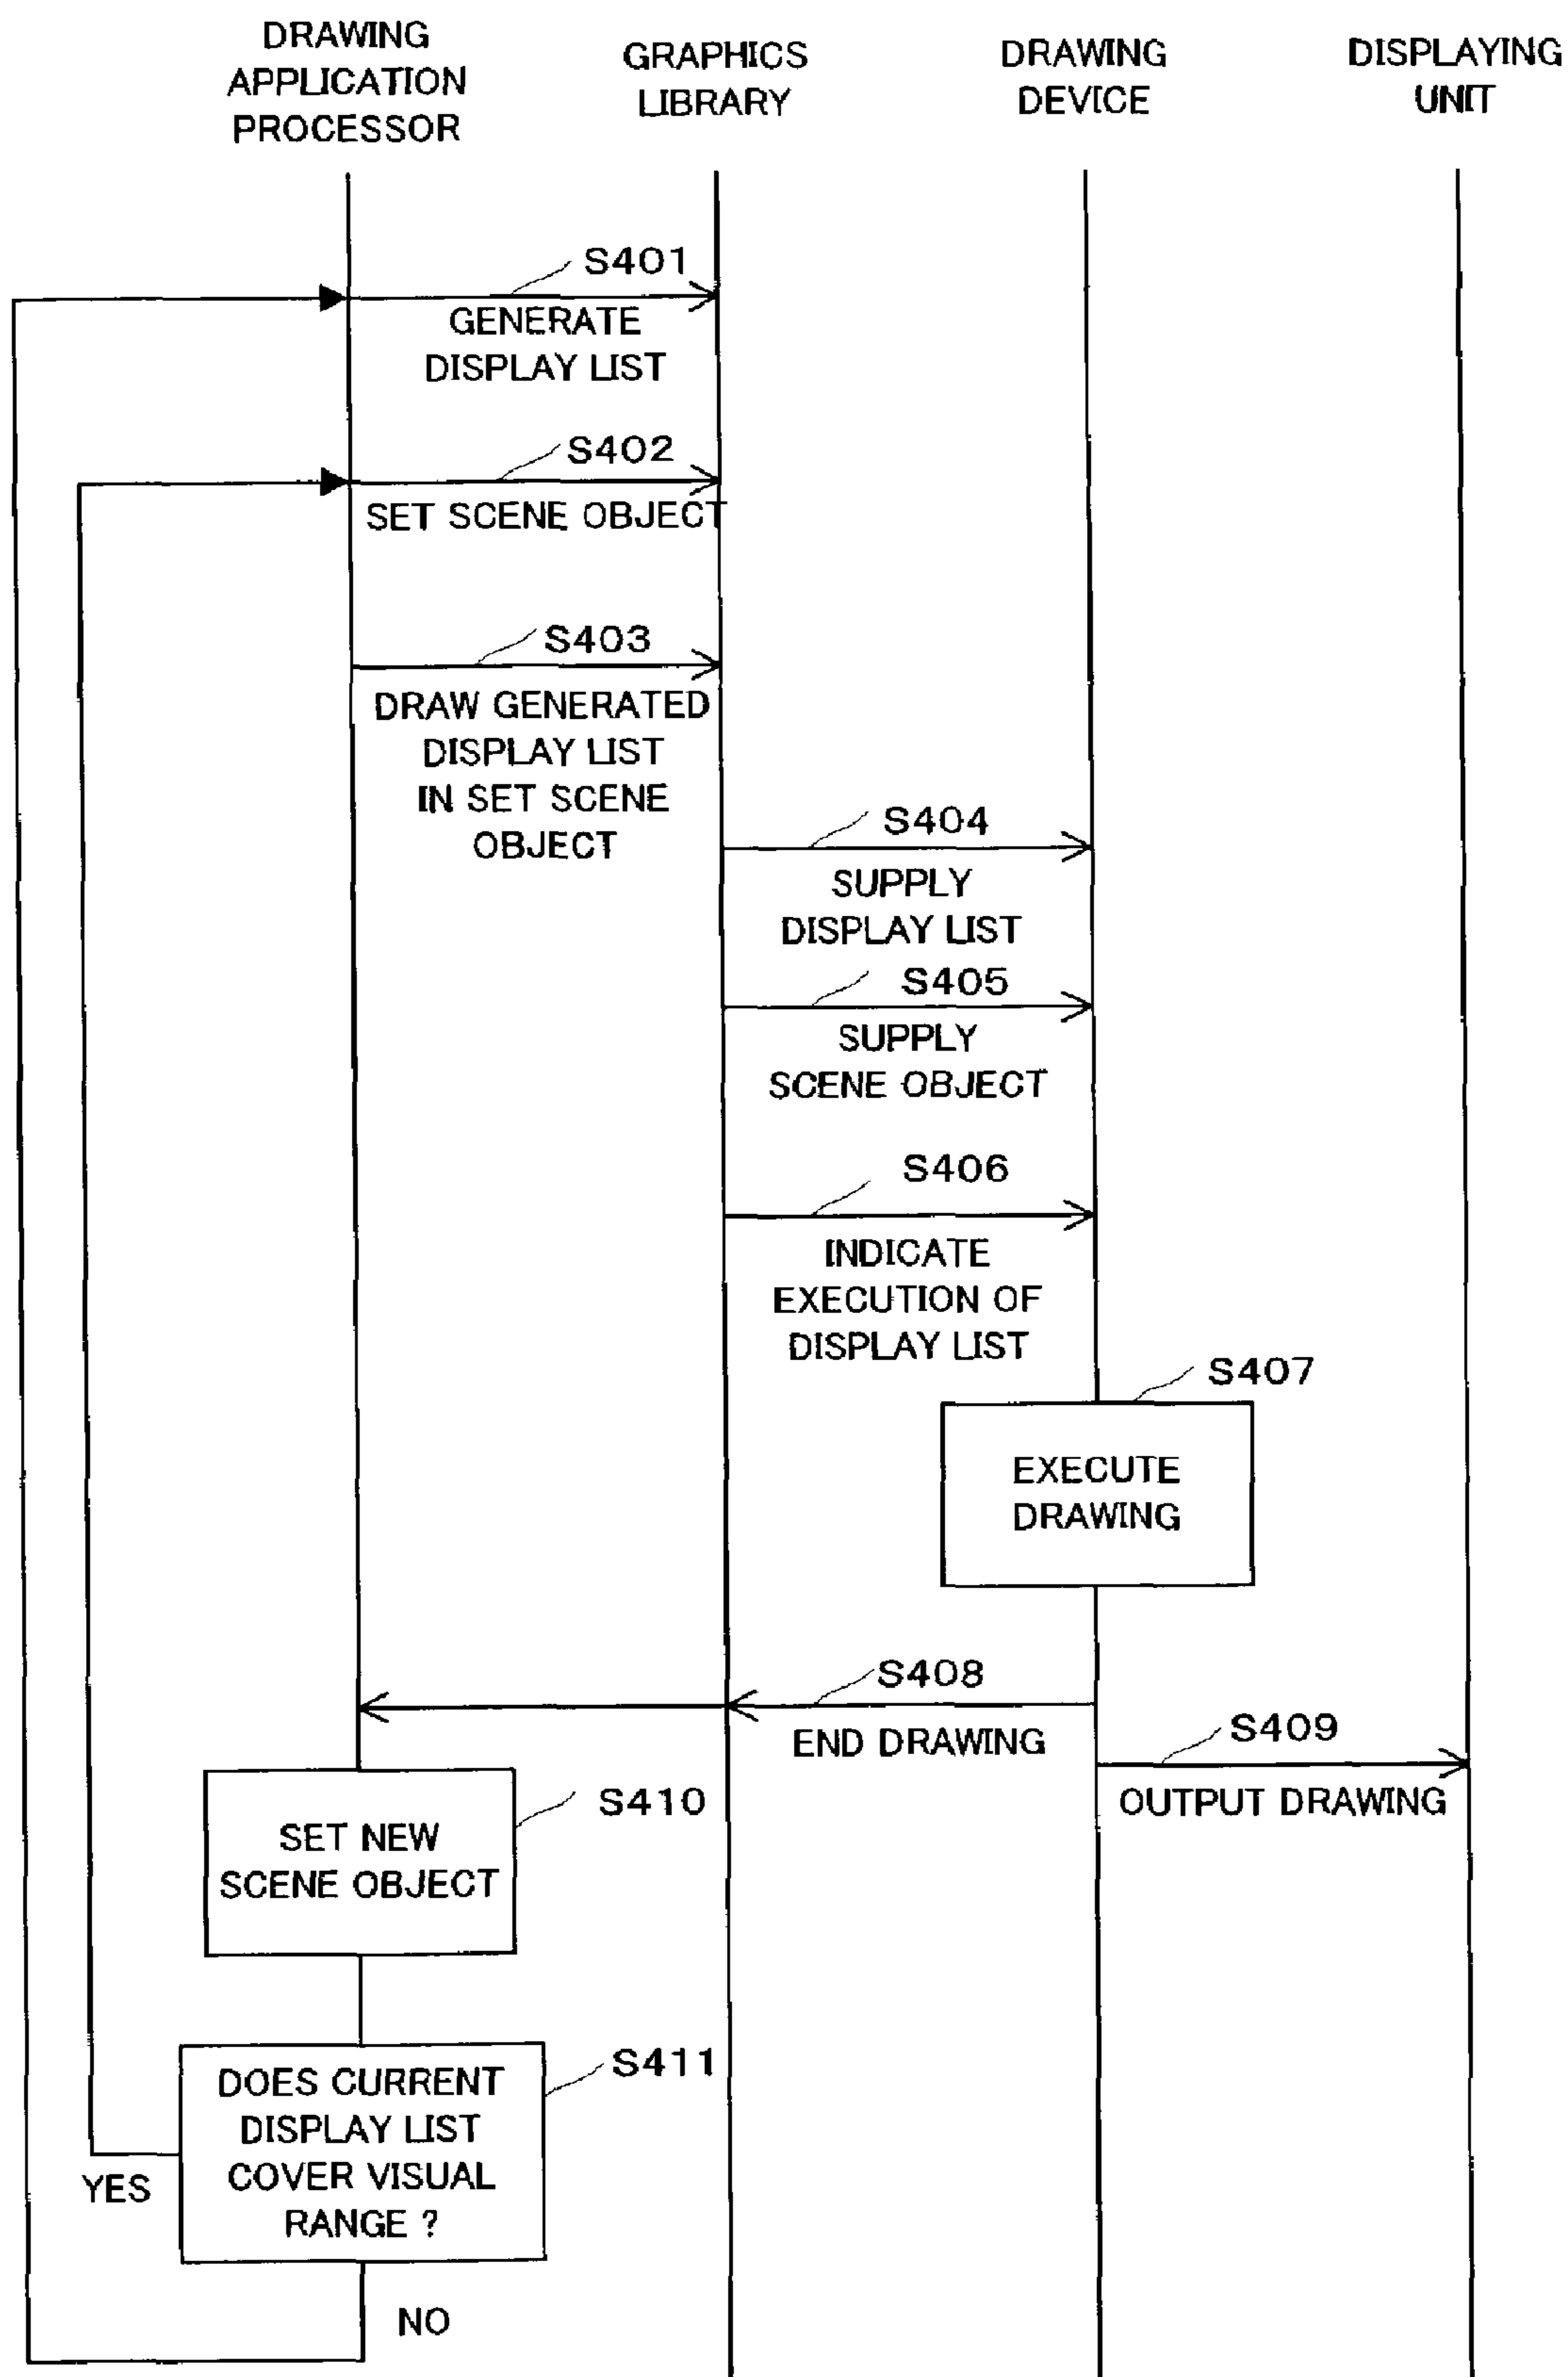 DRAWING
APPLICATION
PROCESSOR
GRAPHICS
LIBRARY
DRAWING
DEVICE
DISPLAYING
UNIT
S401
GENERATE
DISPLAY LIST
S402
SET SCENE OBJECT
S403
DRAW GENERATED
DISPLAY LIST
IN SET SCENE
OBJECT
S404
SUPPLY
DISPLAY LIST
S405
SUPPLY
SCENE OBJECT
S406
INDICATE
EXECUTION OF
DISPLAY LIST
S407
EXECUTE
DRAWING
S408
END DRAWING
S409
OUTPUT DRAWING
S410
SET NEW
SCENE OBJECT
S411
DOES CURRENT
DISPLAY LIST
COVER VISUAL
RANGE ?
YES
NO